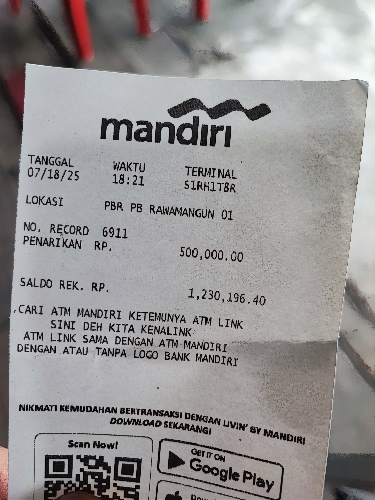 mandiri
TANGGAL WAKTU TERMINAL
07/18/25 18:21 S1RH1T8R
LOKASI PBR PB RAWAMANGUN 01
NO. RECORD 6911
PENARIKAN RP. 500,000.00
SALDO REK. RP. 1,230,196.40
CARI ATM MANDIRI KETEMUNYA ATM LINK
SINI DEH KITA KENALINK
ATM LINK SAMA DENGAN ATM MANDIRI
DENGAN ATAU TANPA LOGO BANK MANDIRI
NIKMATI KEMUDAHAN BERTRANSAKSI DENGAN LIVIN' BY MANDIRI
DOWNLOAD SEKARANG!
Scan Now!
GET IT ON
Google Play